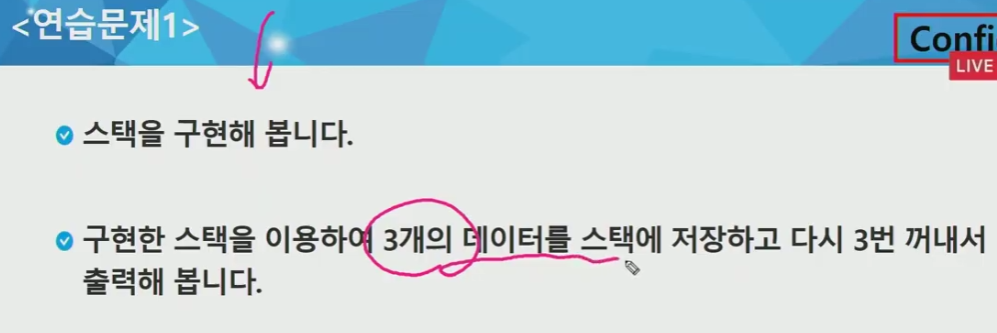 <연습문제1>
Confi
LIVE
스택을 구현해 봅니다.
구현한 스택을 이용하여 3개의 데이터를 스택에 저장하고 다시 3번 꺼내서
출력해 봅니다.